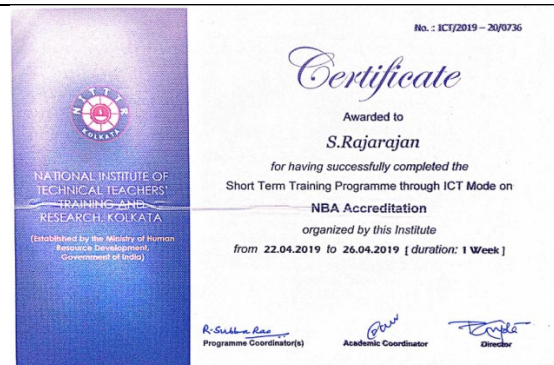 No. : ICT/2019 – 20/0736
Certificate
Awarded to
S.Rajarajan
for having successfully completed the
Short Term Training Programme through ICT Mode on
NBA Accreditation
organized by this Institute
from 22.04.2019 to 26.04.2019 [ duration: 1 Week ]
NITTTR
KOLKATA
NATIONAL INSTITUTE OF
TECHNICAL TEACHERS'
TRAINING AND
RESEARCH, KOLKATA
(Established by the Ministry of Human
Resource Development,
Government of India)
R. Subba Rao
Programme Coordinator(s)
Academic Coordinator
Director